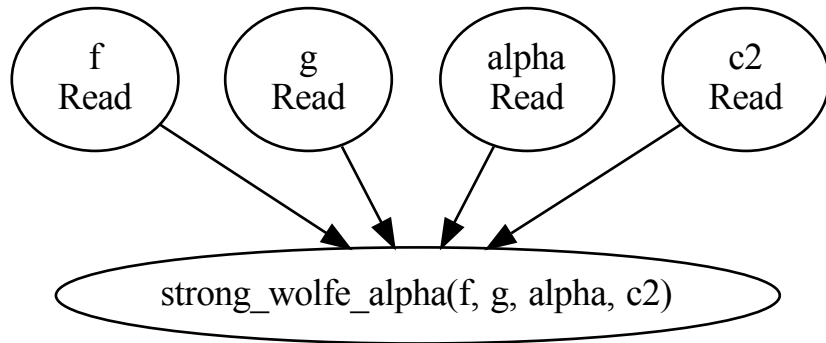 f
Read
g
Read
alpha
Read
c2
Read
strong_wolfe_alpha(f, g, alpha, c2)